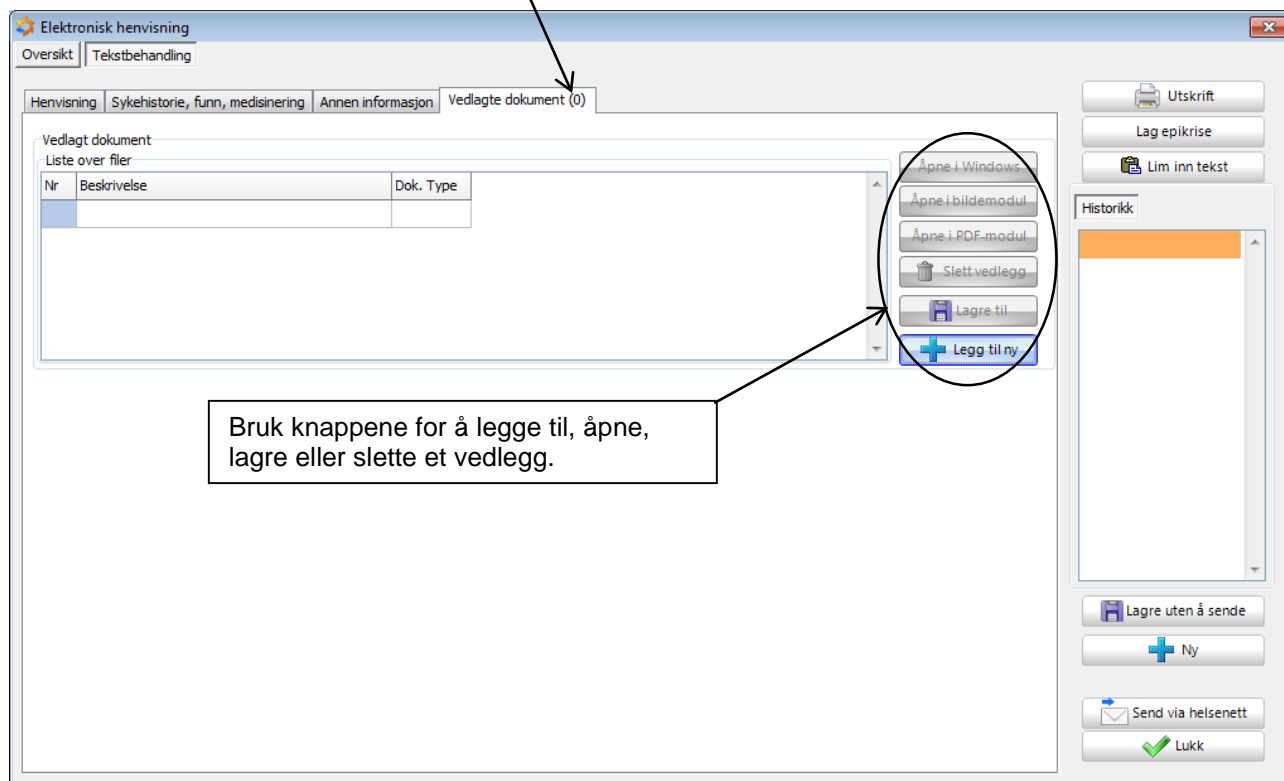 Elektronisk henvisning
Oversikt Tekstbehandling
Henvisning Sykehistorie, funn, medisinering Annen informasjon Vedlagte dokument (0)
Vedlagt dokument
Liste over filer
Nr Beskrivelse Dok. Type
Åpne i Windows
Åpne i bildemodul
Åpne i PDF-modul
Slett vedlegg
Lagre til
Legg til ny
Bruk knappene for å legge til, åpne,
lagre eller slette et vedlegg.
Utskrift
Lag epikrise
Lim inn tekst
Historikk
Lagre uten å sende
Ny
Send via helsenett
Lukk